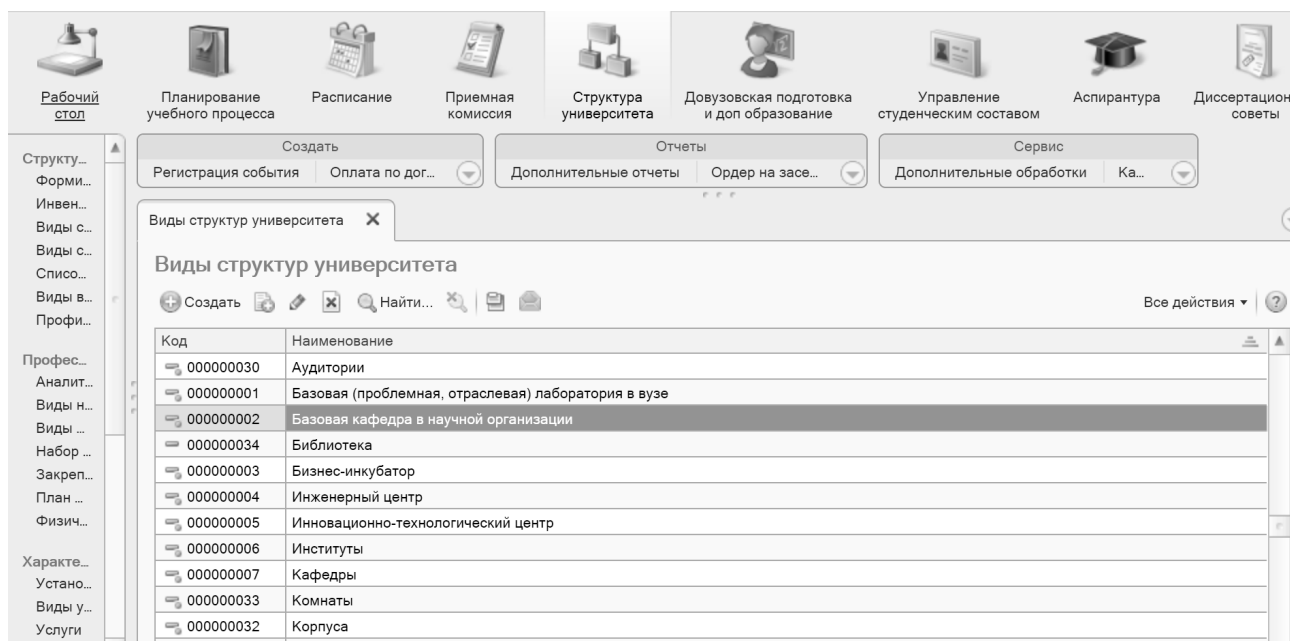 Рабочий
стол
Планирование
учебного процесса
Расписание
Приемная
комиссия
Структура
университета
Довузовская подготовка
и доп образование
Управление
студенческим составом
Аспирантура
Диссертацион
советы
Структу...
Форми...
Инвен...
Виды с...
Виды с...
Списо...
Виды в...
Профи...
Професс...
Аналит...
Виды н...
Виды ...
Набор ...
Закреп...
План ...
Физич...
Характе...
Устано...
Виды у...
Услуги
Создать
Регистрация события Оплата по дог...
Отчеты
Дополнительные отчеты Ордер на засе...
Сервис
Дополнительные обработки Ка...
Виды структур университета
Виды структур университета
Создать Найти... Все действия ?
Код Наименование
000000030 Аудитории
000000001 Базовая (проблемная, отраслевая) лаборатория в вузе
000000002 Базовая кафедра в научной организации
000000034 Библиотека
000000003 Бизнес-инкубатор
000000004 Инженерный центр
000000005 Инновационно-технологический центр
000000006 Институты
000000007 Кафедры
000000033 Комнаты
000000032 Корпуса